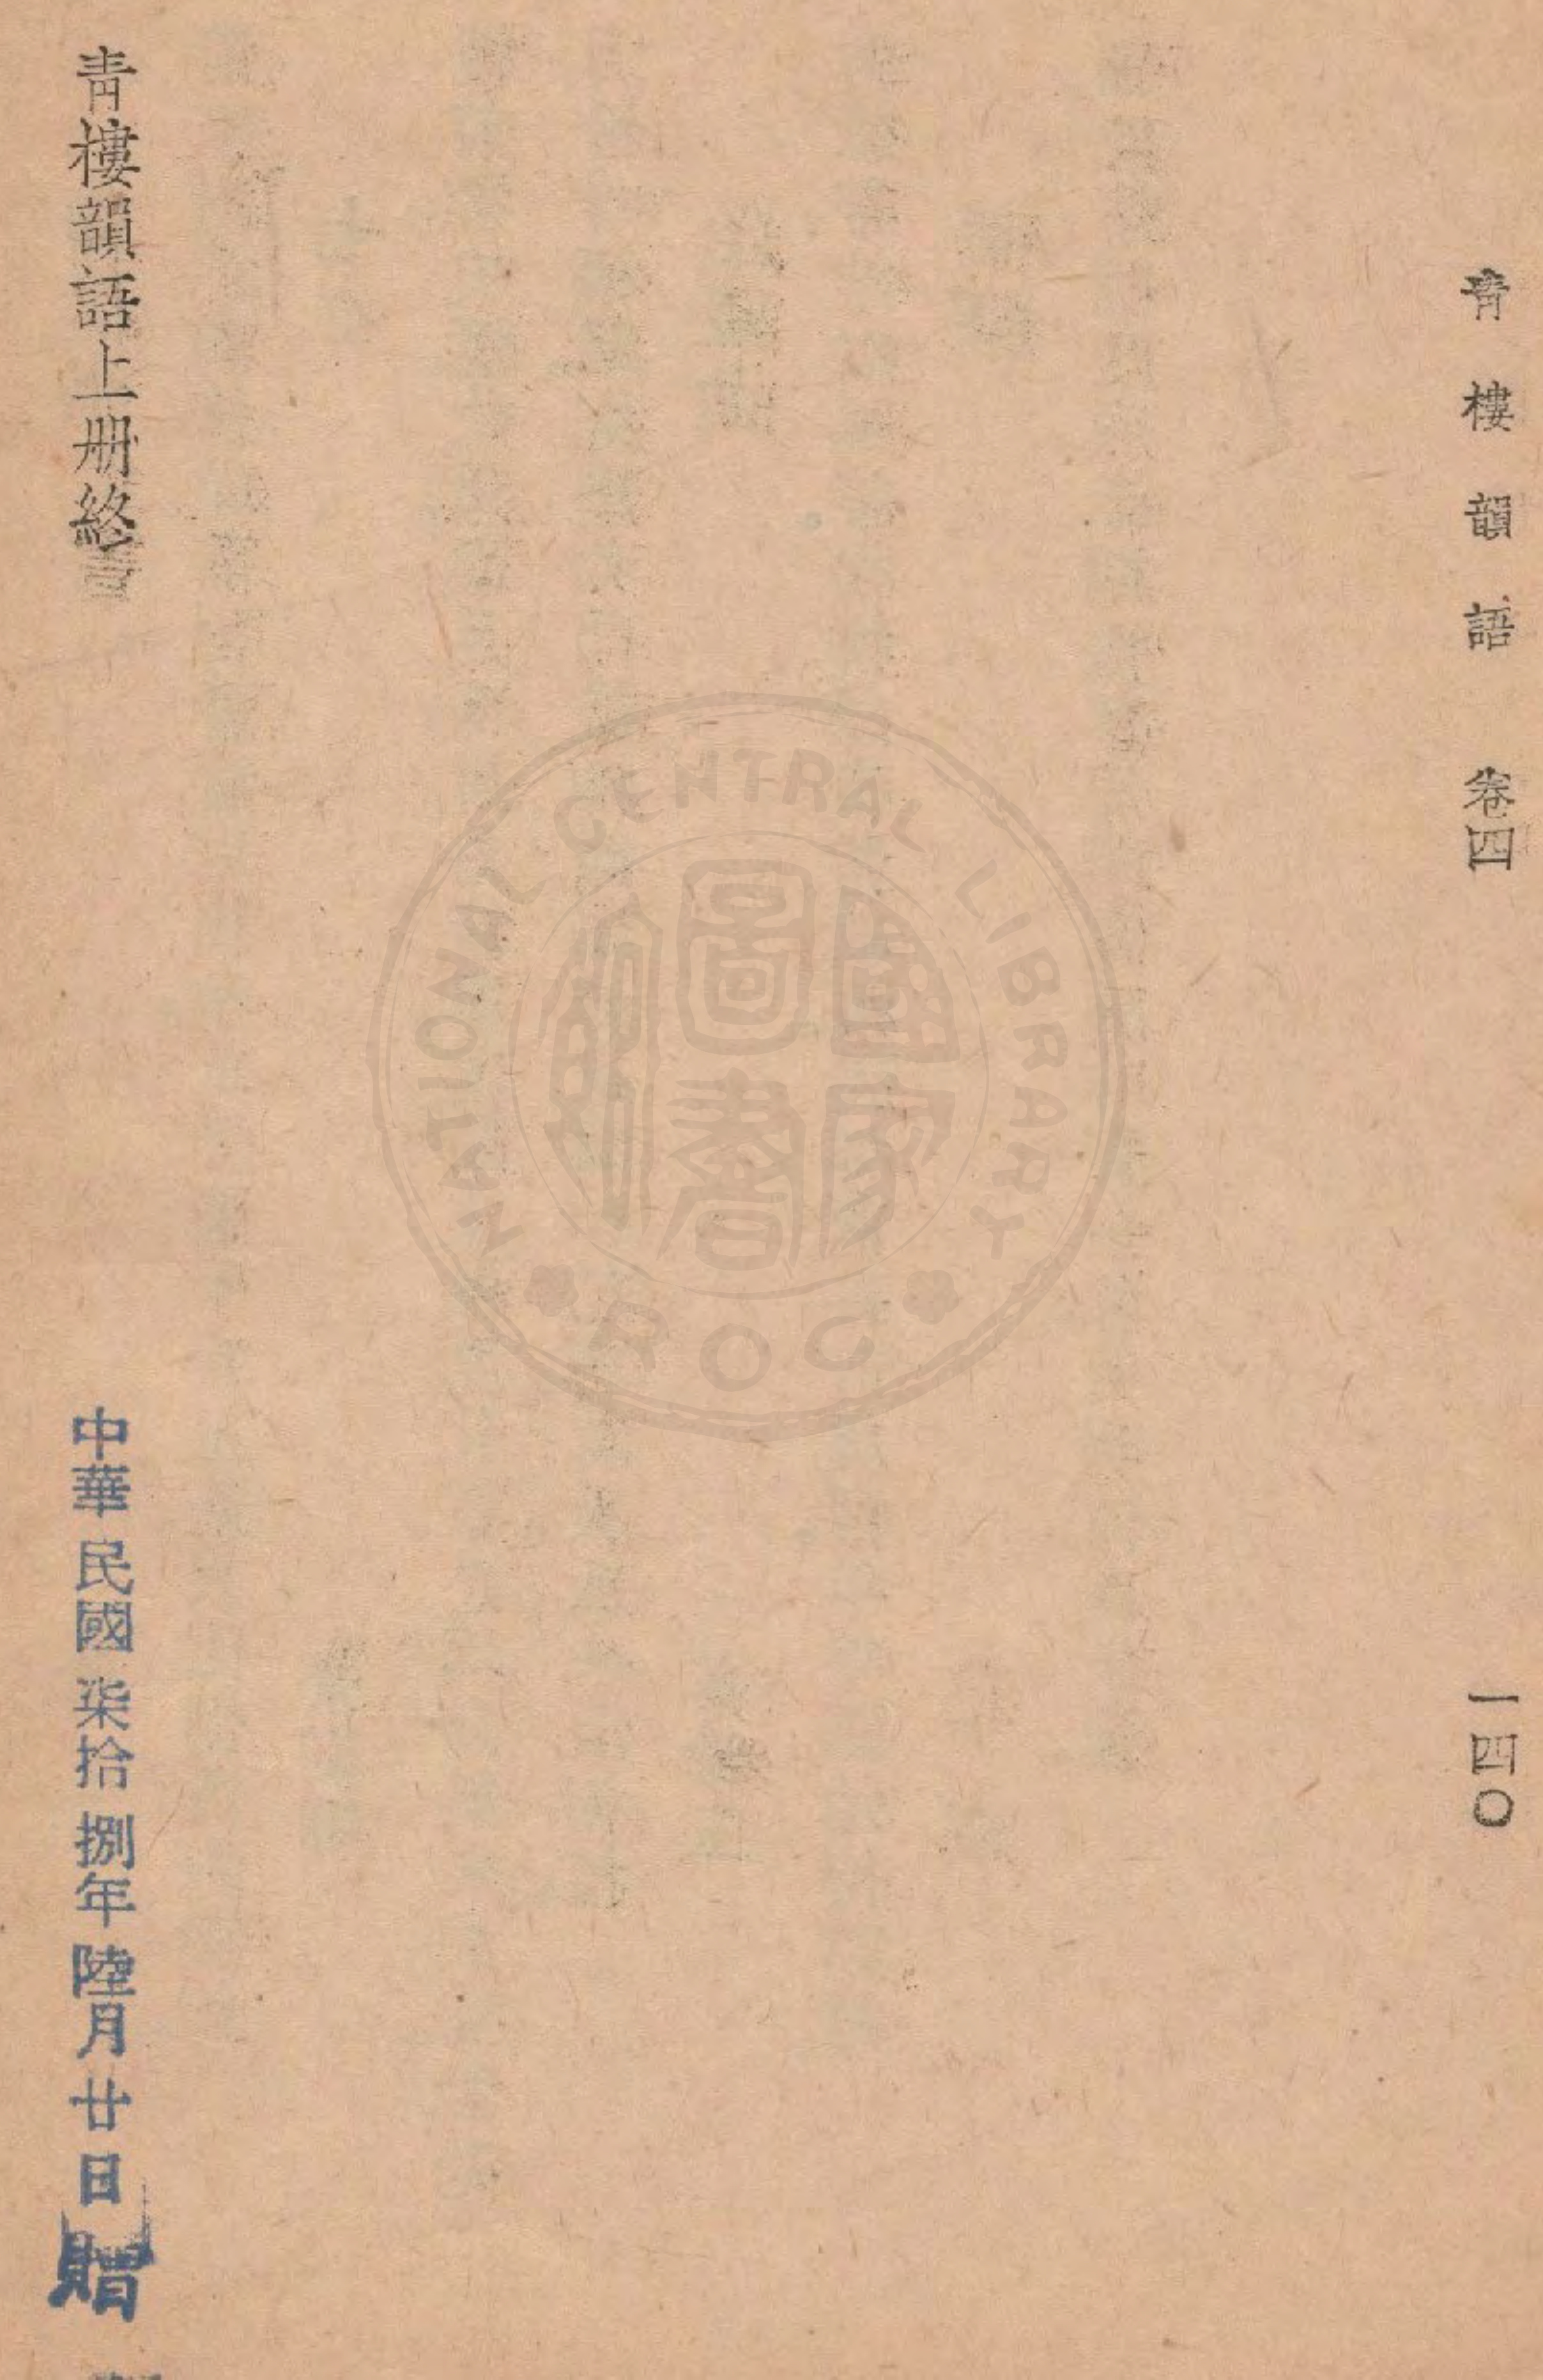 青樓韻語　卷四　一四〇
青樓韻語上册終
中華民國柒拾捌年陸月廿日
贈
NATIONAL CENTRAL LIBRARY
ROC
國家圖書館